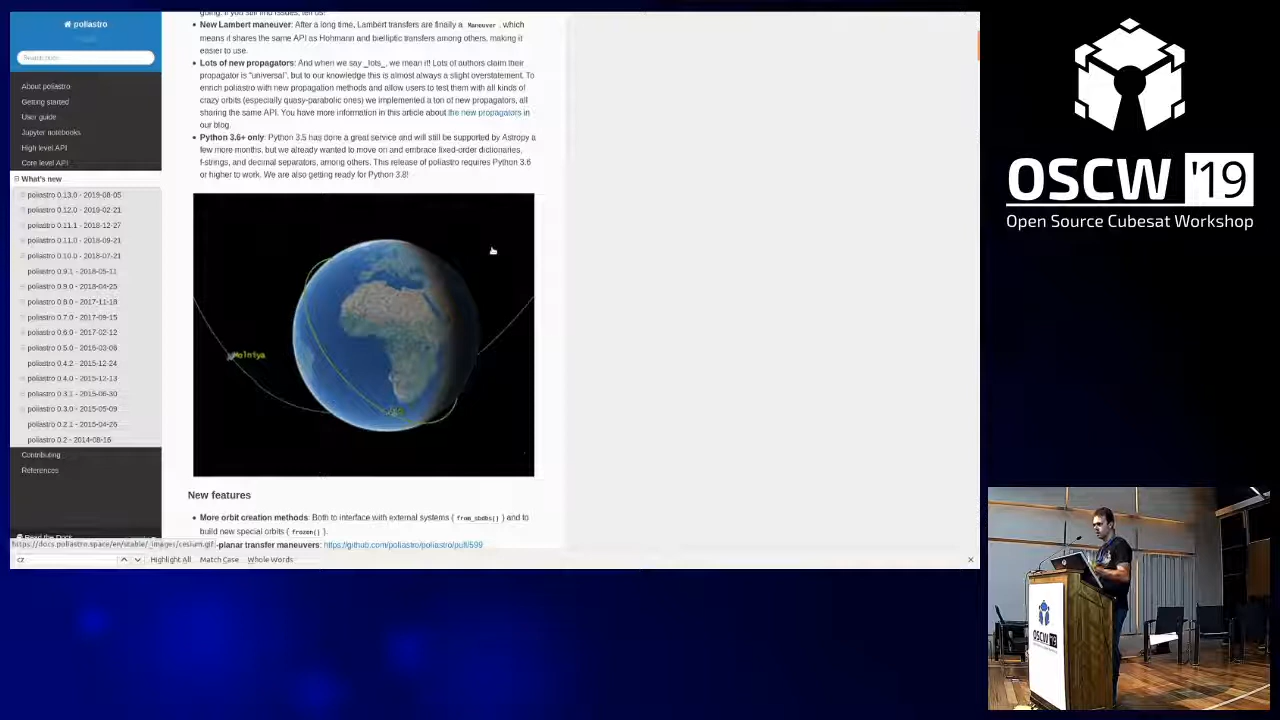 poliastro
Search docs
About poliastro
Getting started
User guide
Jupyter notebooks
High level API
Core level API
What's new
poliastro 0.13.0 - 2019-08-05
poliastro 0.12.0 - 2019-02-21
poliastro 0.11.1 - 2018-12-27
poliastro 0.11.0 - 2018-09-21
poliastro 0.10.0 - 2018-07-21
poliastro 0.9.1 - 2018-05-11
poliastro 0.9.0 - 2018-04-25
poliastro 0.8.0 - 2017-11-18
poliastro 0.7.0 - 2017-09-15
poliastro 0.6.0 - 2017-02-12
poliastro 0.5.0 - 2016-03-06
poliastro 0.4.2 - 2015-12-24
poliastro 0.4.0 - 2015-12-13
poliastro 0.3.1 - 2015-06-30
poliastro 0.3.0 - 2015-05-09
poliastro 0.2.1 - 2015-04-26
poliastro 0.2 - 2014-08-16
Contributing
References
Read the Docs
going. If you still find issues, tell us!
New Lambert maneuver: After a long time, Lambert transfers are finally a Maneuver, which
means it shares the same API as Hohmann and bielliptic transfers among others, making it
easier to use.
Lots of new propagators: And when we say _lots_, we mean it! Lots of authors claim their
propagator is "universal", but to our knowledge this is almost always a slight overstatement. To
enrich poliastro with new propagation methods and allow users to test them with all kinds of
crazy orbits (especially quasy-parabolic ones) we implemented a ton of new propagators, all
sharing the same API. You have more information in this article about the new propagators in
our blog.
Python 3.6+ only: Python 3.5 has done a great service and will still be supported by Astropy a
few more months, but we already wanted to move on and embrace fixed-order dictionaries,
f-strings, and decimal separators, among others. This release of poliastro requires Python 3.6
or higher to work. We are also getting ready for Python 3.8!
Molniya
New features
More orbit creation methods: Both to interface with external systems ( from_sbdb() ) and to
build new special orbits ( frozen() ).
-planar transfer maneuvers: https://github.com/poliastro/poliastro/pull/599
https://docs.poliastro.space/en/stable/_images/cesium.gif
cz
Highlight All Match Case Whole Words
OSCW '19
Open Source Cubesat Workshop
OSCW '19